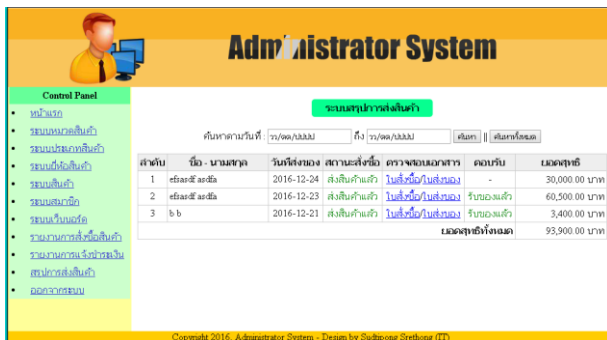 Administrator System
Control Panel
หน้าแรก
ระบบหมวดสินค้า
ระบบประเภทสินค้า
ระบบยี่ห้อสินค้า
ระบบสินค้า
ระบบสมาชิก
ระบบเว็บบอร์ด
รายงานการสั่งซื้อสินค้า
รายงานการแจ้งชำระเงิน
สรุปการส่งสินค้า
ออกจากระบบ
ระบบสรุปการส่งสินค้า
ค้นหาตามวันที่ : วว/ดด/ปปปป ถึง วว/ดด/ปปปป ค้นหา || ค้นหาทั้งหมด
ลำดับ ชื่อ - นามสกุล วันที่ส่งของ สถานะสั่งซื้อ ตรวจสอบเอกสาร ตอบรับ ยอดสุทธิ
1 efrasdf asdfa 2016-12-24 ส่งสินค้าแล้ว ใบสั่งซื้อ/ใบส่งของ - 30,000.00 บาท
2 efrasdf asdfa 2016-12-23 ส่งสินค้าแล้ว ใบสั่งซื้อ/ใบส่งของ รับของแล้ว 60,500.00 บาท
3 b b 2016-12-21 ส่งสินค้าแล้ว ใบสั่งซื้อ/ใบส่งของ รับของแล้ว 3,400.00 บาท
ยอดสุทธิทั้งหมด 93,900.00 บาท
Copyright 2016, Administrator System - Design by Sudtipong Srethong (IT)